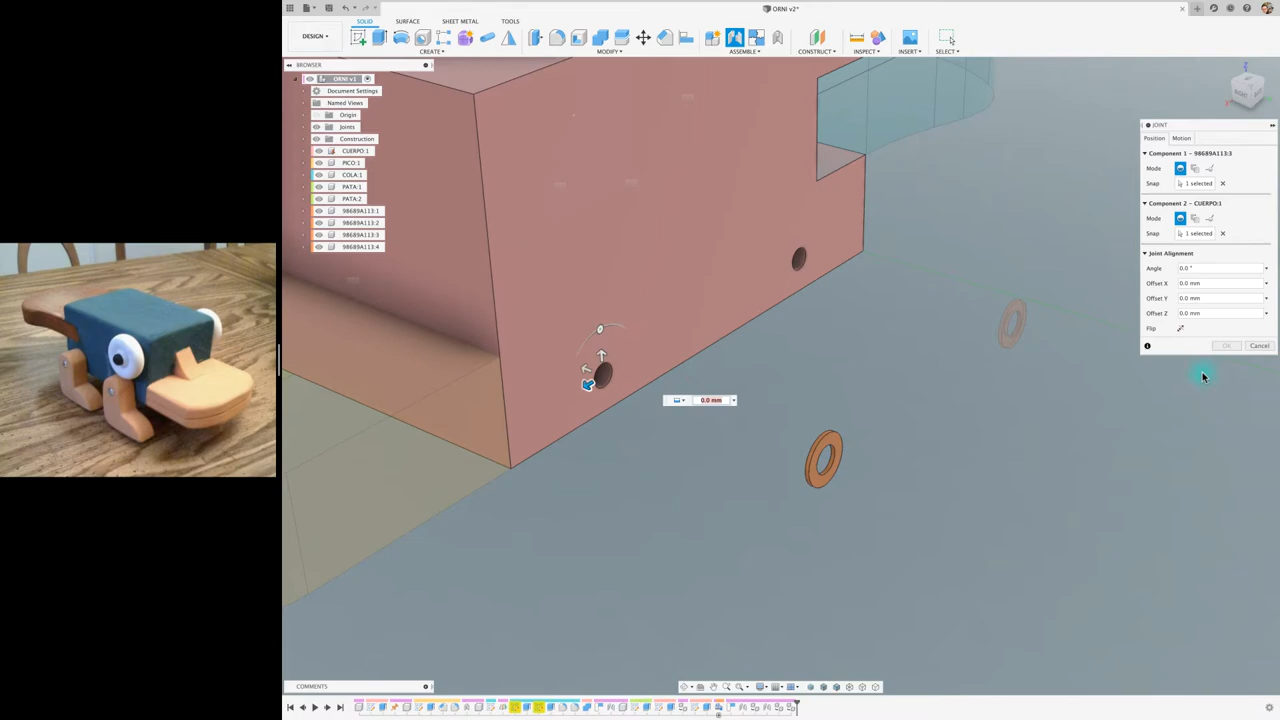 ORNI v2*
DESIGN
SOLID
SURFACE
SHEET METAL
TOOLS
CREATE
MODIFY
ASSEMBLE
CONSTRUCT
INSPECT
INSERT
SELECT
BROWSER
ORNI v1
Document Settings
Named Views
Origin
Joints
Construction
CUERPO:1
PICO:1
COLA:1
PATA:1
PATA:2
98689A113:1
98689A113:2
98689A113:3
98689A113:4
JOINT
Position Motion
Component 1 - 98689A113:3
Mode
Snap 1 selected
Component 2 - CUERPO:1
Mode
Snap 1 selected
Joint Alignment
Angle 0.0 °
Offset X 0.0 mm
Offset Y 0.0 mm
Offset Z 0.0 mm
Flip
OK Cancel
0.0 mm
COMMENTS